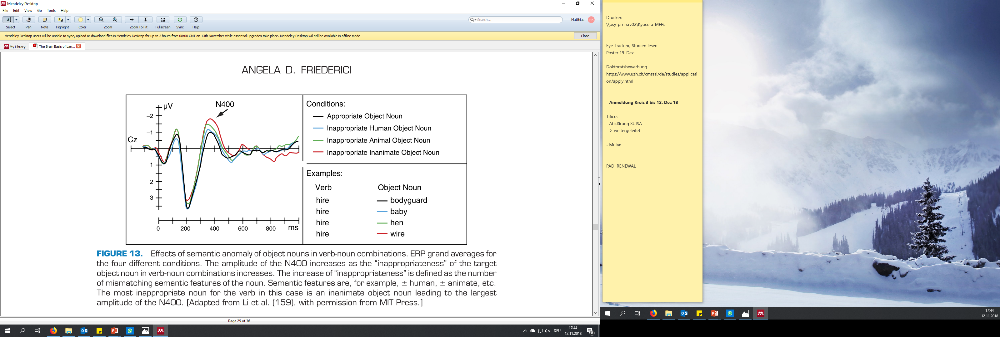 Mendeley Desktop
File Edit View Go Tools Help
Select Pan Note Highlight Color Zoom Zoom To Fit Fullscreen Sync Help
Search...
Matthias MK
Mendeley Desktop users will be unable to sync, upload or download files in Mendeley Desktop for up to 3 hours from 08:00 GMT on 13th November while essential upgrades take place. Mendeley Desktop will still be available in offline mode
Close
My Library
The Brain Basis of Lan...
ANGELA D. FRIEDERICI
µV
N400
Cz
−2
−1
1
2
3
0 200 400 600 800 ms
Conditions:
Appropriate Object Noun
Inappropriate Human Object Noun
Inappropriate Animal Object Noun
Inappropriate Inanimate Object Noun
Examples:
Verb Object Noun
hire bodyguard
hire baby
hire hen
hire wire
FIGURE 13. Effects of semantic anomaly of object nouns in verb-noun combinations. ERP grand averages for
the four different conditions. The amplitude of the N400 increases as the “inappropriateness” of the target
object noun in verb-noun combinations increases. The increase of “inappropriateness” is defined as the number
of mismatching semantic features of the noun. Semantic features are, for example, ± human, ± animate, etc.
The most inappropriate noun for the verb in this case is an inanimate object noun leading to the largest
amplitude of the N400. [Adapted from Li et al. (159), with permission from MIT Press.]
Page 25 of 36
DEU
17:44
12.11.2018
8
Drucker:
\\psy-prn-srv02\Kyocera-MFPs
Eye-Tracking Studien lesen
Poster 19. Dez
Doktoratsbewerbung
https://www.uzh.ch/cmsssl/de/studies/applicati
on/apply.html
- Anmeldung Kreis 3 bis 12. Dez 18
Tifico:
- Abklärung SUISA
--> weitergeleitet
- Mulan
PADI RENEWAL
17:44
12.11.2018